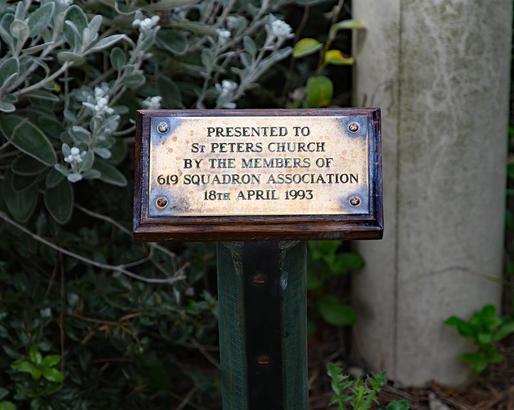 PRESENTED TO
St PETERS CHURCH
BY THE MEMBERS OF
619 SQUADRON ASSOCIATION
18TH APRIL 1993